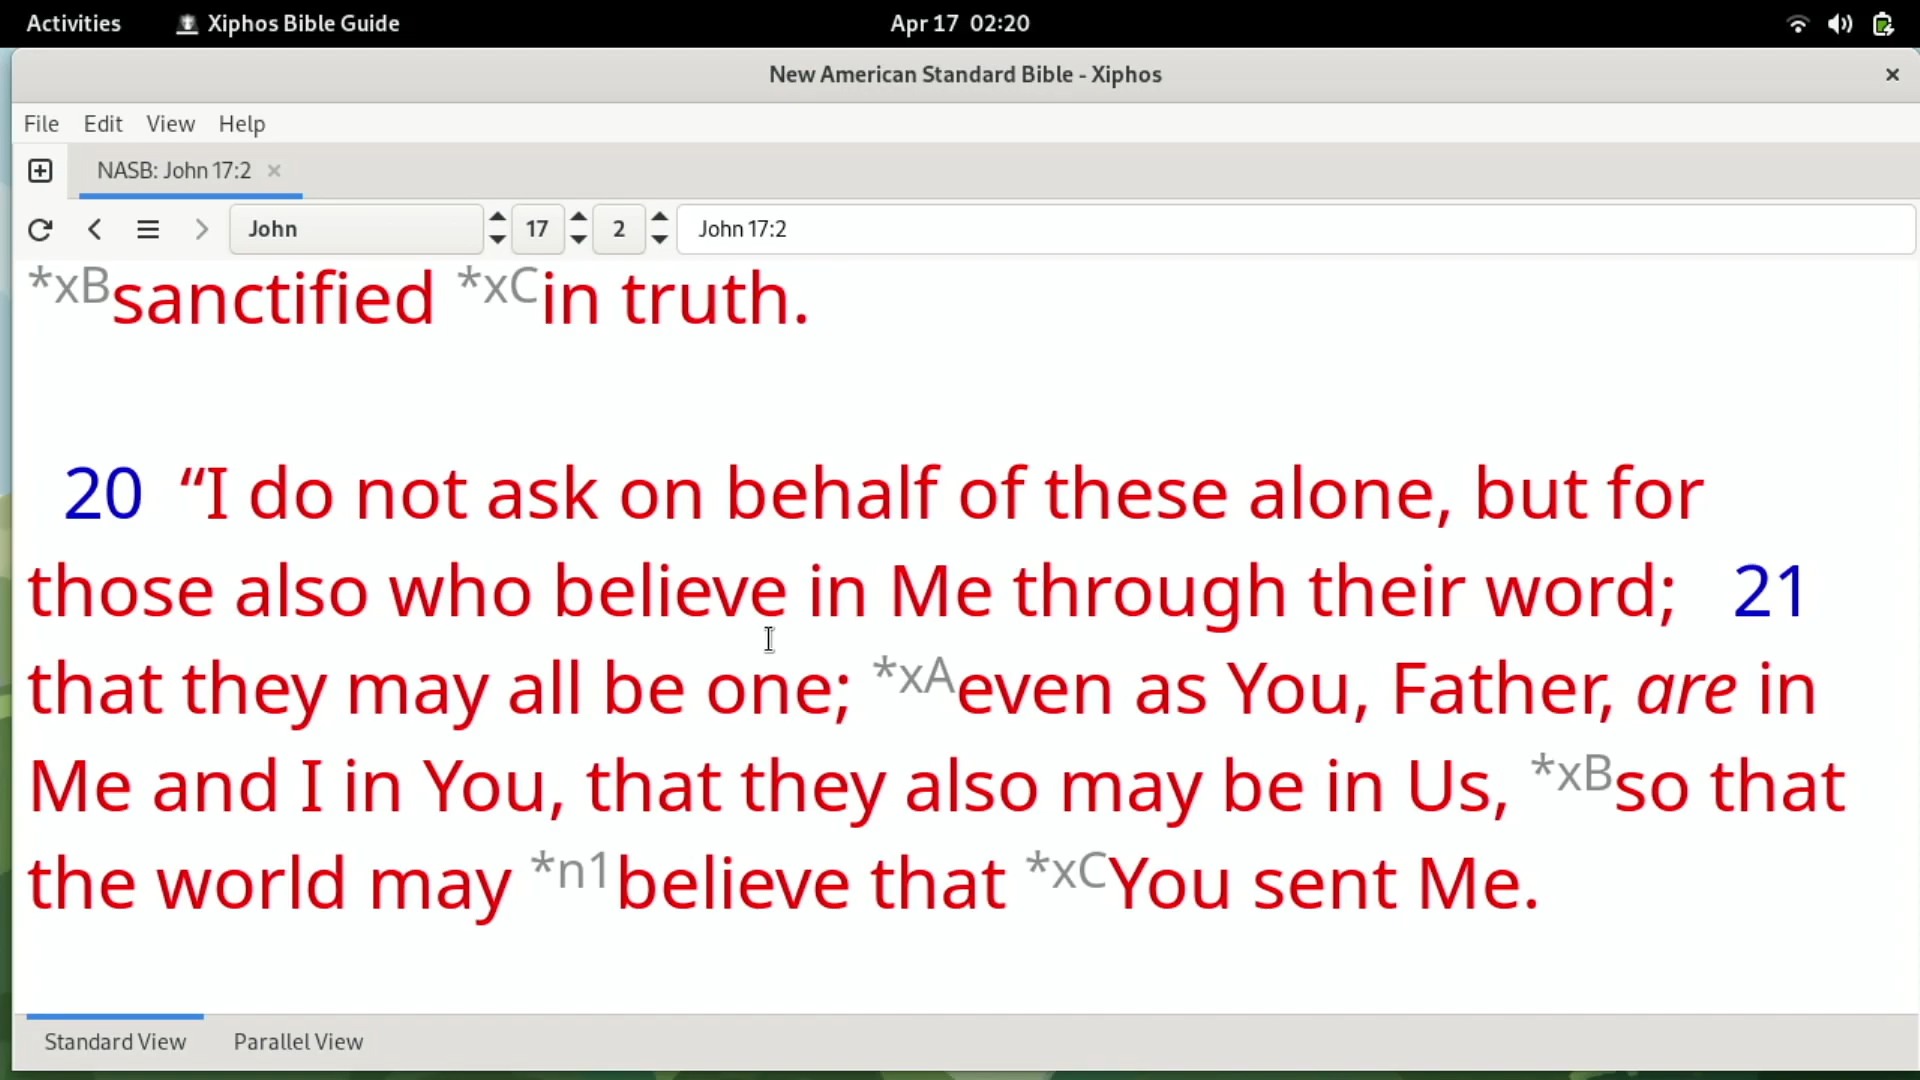 Activities Xiphos Bible Guide Apr 17 02:20
New American Standard Bible - Xiphos
File Edit View Help
NASB: John 17:2
John 17 2 John 17:2
*xBsanctified *xCin truth.
20 “I do not ask on behalf of these alone, but for
those also who believe in Me through their word; 21
that they may all be one; *xAeven as You, Father, are in
Me and I in You, that they also may be in Us, *xBso that
the world may *n1believe that *xCYou sent Me.
Standard View Parallel View